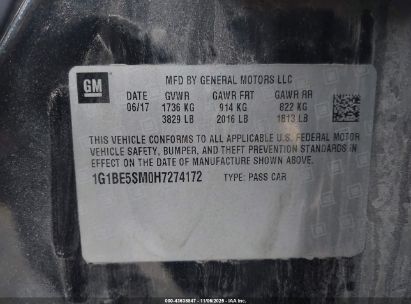 GM
MFD BY GENERAL MOTORS LLC
DATE GVWR GAWR FRT GAWR RR
06/17 1736 KG 914 KG 822 KG
3829 LB 2016 LB 1813 LB
THIS VEHICLE CONFORMS TO ALL APPLICABLE U.S. FEDERAL MOTOR
VEHICLE SAFETY, BUMPER, AND THEFT PREVENTION STANDARDS
IN EFFECT ON THE DATE OF MANUFACTURE SHOWN ABOVE.
1G1BE5SM0H7274172 TYPE: PASS CAR